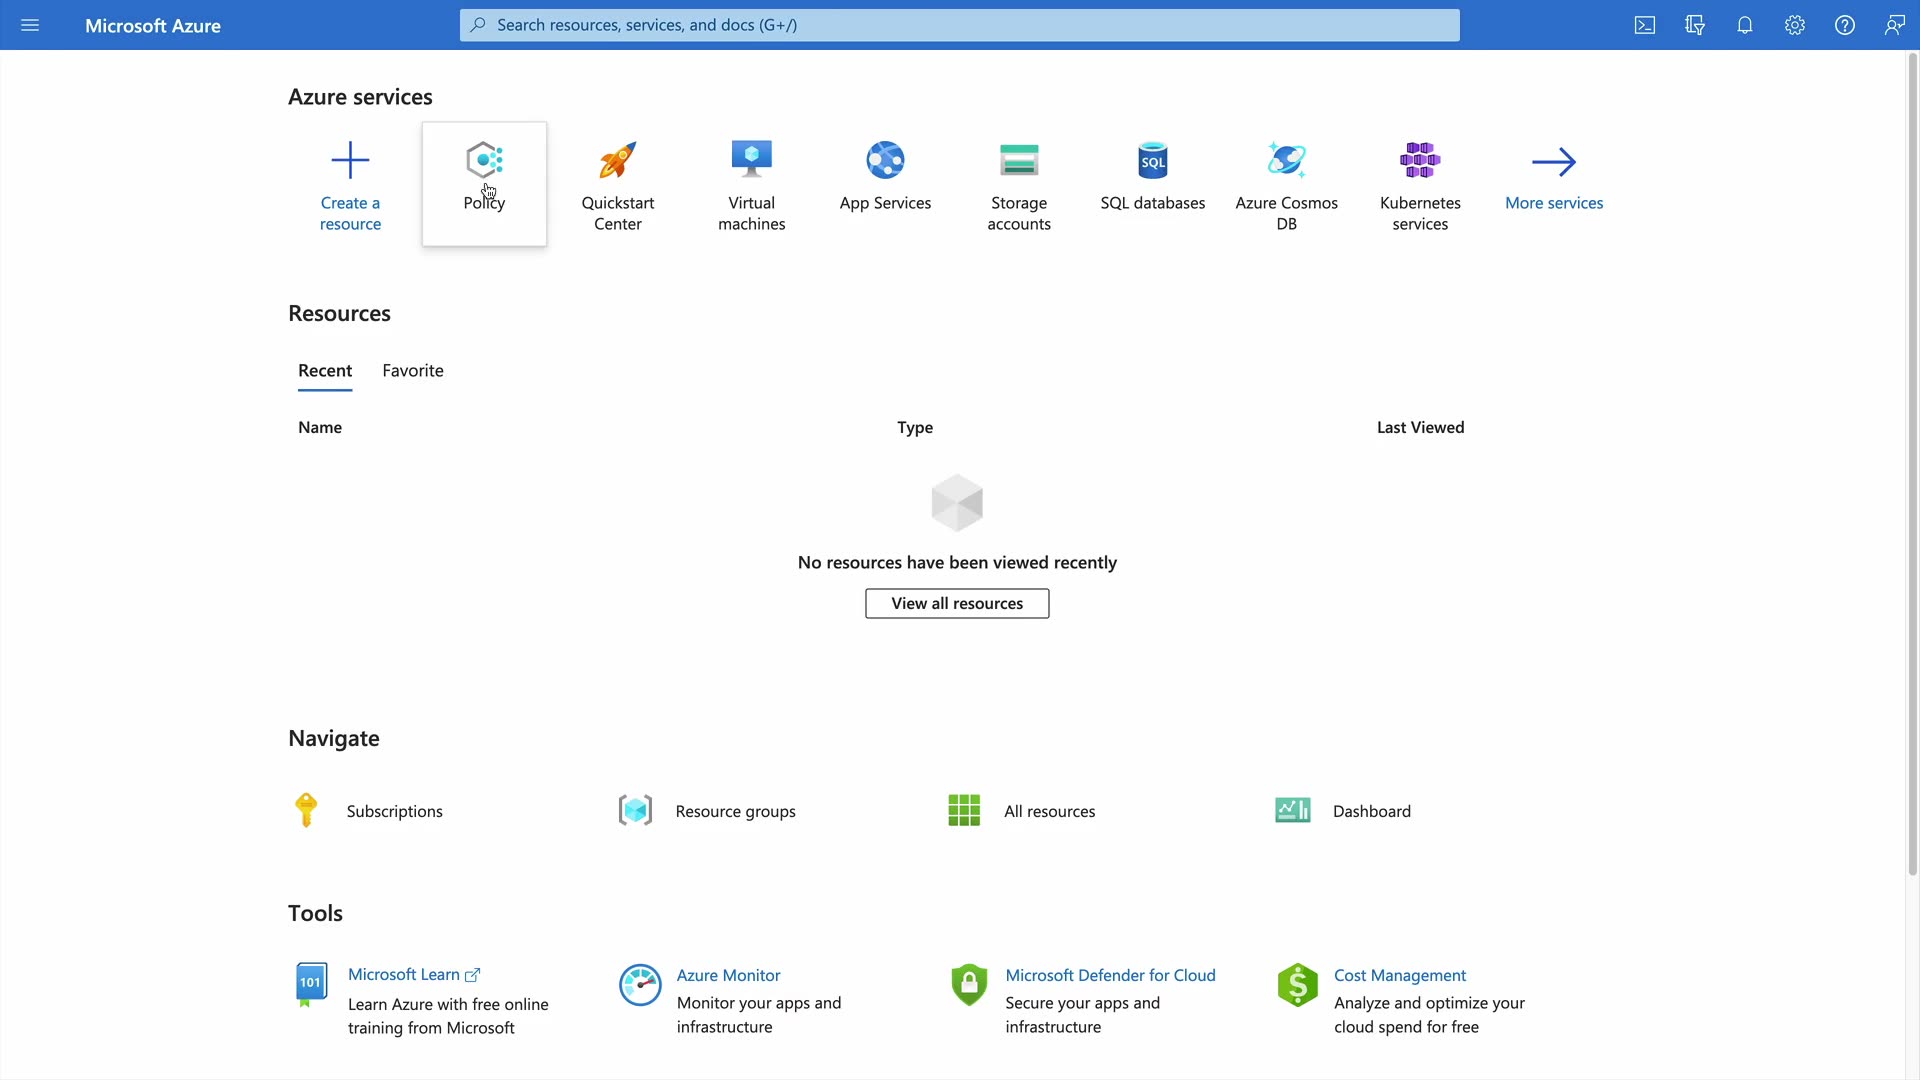 Microsoft Azure
Search resources, services, and docs (G+/)
Azure services
Create a
resource
Policy
Quickstart
Center
Virtual
machines
App Services
Storage
accounts
SQL
SQL databases
Azure Cosmos
DB
Kubernetes
services
More services
Resources
Recent
Favorite
Name
Type
Last Viewed
No resources have been viewed recently
View all resources
Navigate
Subscriptions
Resource groups
All resources
Dashboard
Tools
101
Microsoft Learn
Learn Azure with free online
training from Microsoft
Azure Monitor
Monitor your apps and
infrastructure
Microsoft Defender for Cloud
Secure your apps and
infrastructure
$
Cost Management
Analyze and optimize your
cloud spend for free